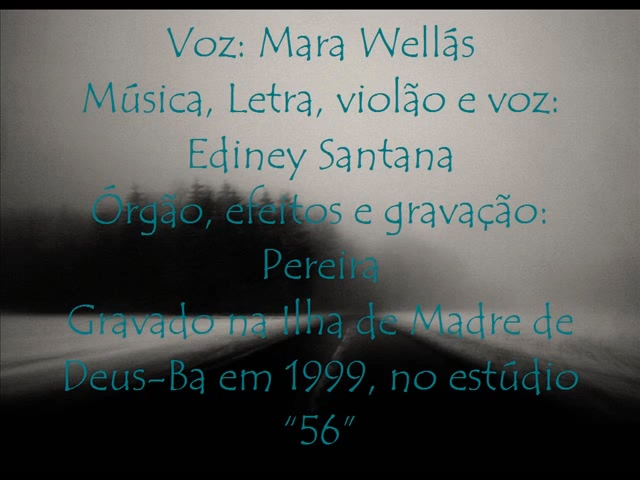 Voz: Mara Wellás
Música, Letra, violão e voz:
Ediney Santana
Órgão, efeitos e gravação:
Pereira
Gravado na Ilha de Madre de
Deus-Ba em 1999, no estúdio
“56”